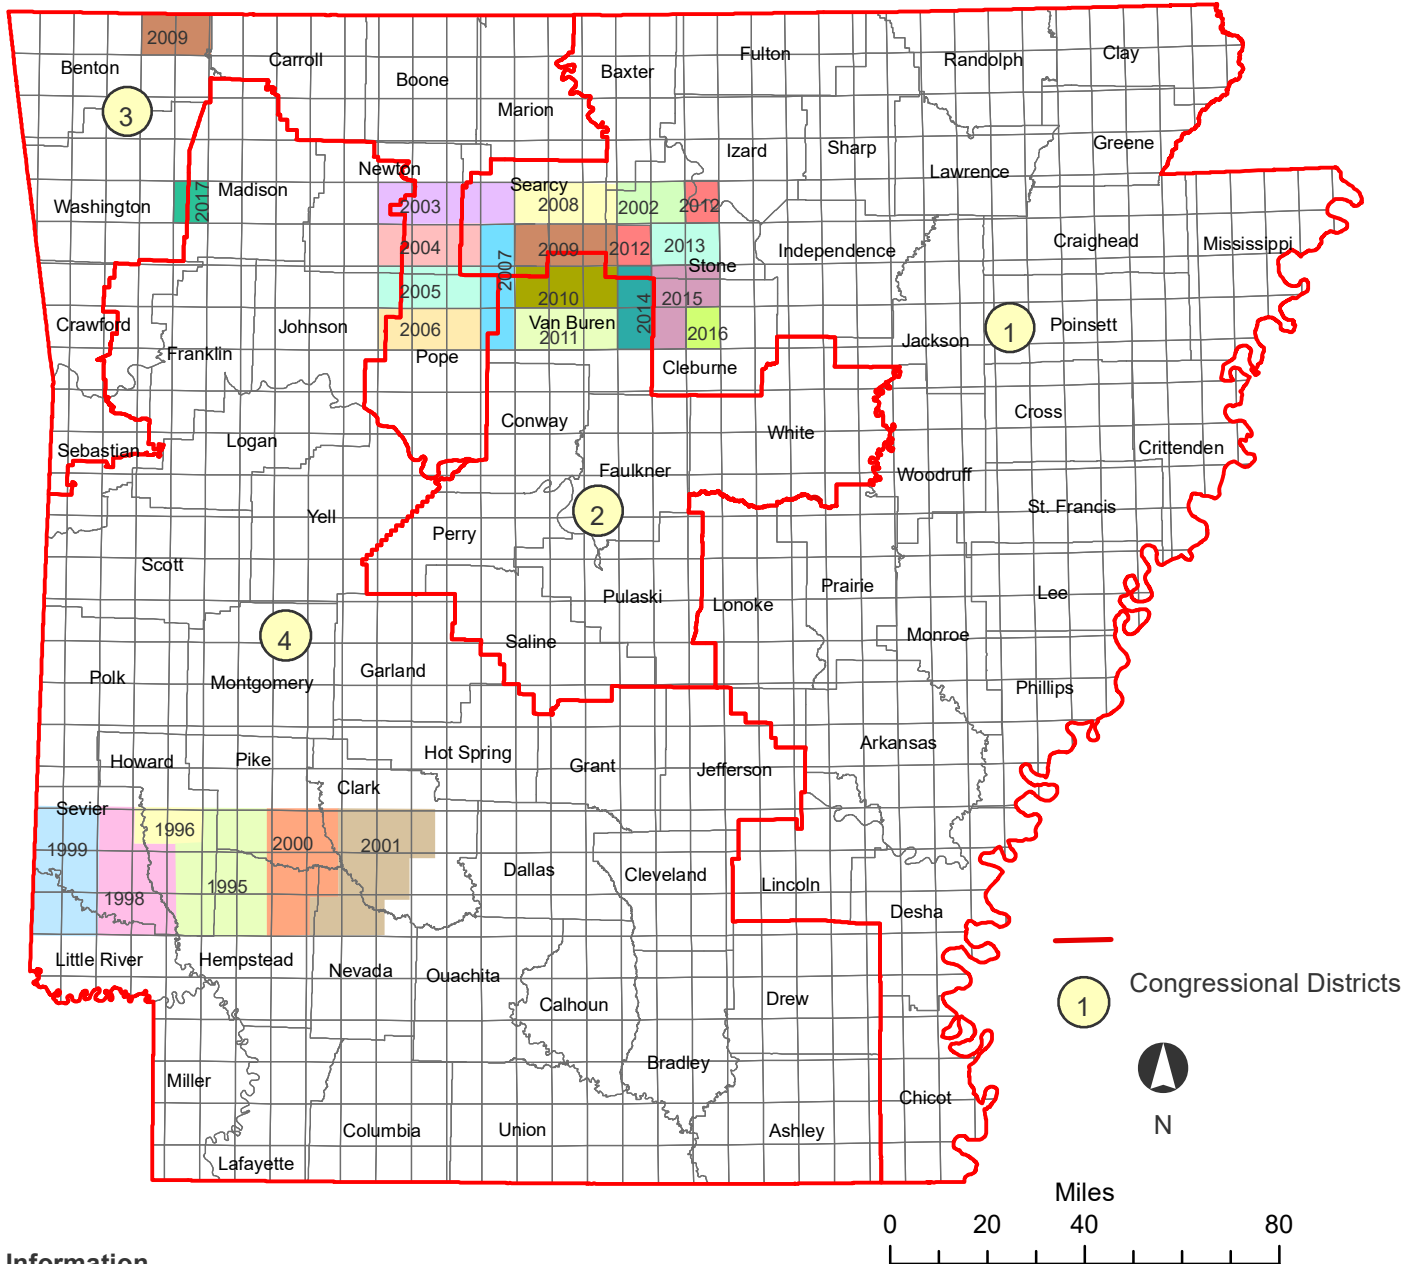 2009
Carroll
Fulton
Randolph
Clay
Benton
Boone
Baxter
Marion
3
Greene
Izard
Sharp
Lawrence
Newton
Searcy
Madison
2017
Washington
2003
2008
2002
2012
Craighead
Mississippi
2004
2009
2012
2013
Independence
2007
Stone
2005
2010
2014
2015
Crawford
Johnson
2006
Van Buren
2011
2016
Jackson
1
Poinsett
Franklin
Pope
Cleburne
Cross
Conway
White
Logan
Sebastian
Crittenden
Faulkner
Woodruff
St. Francis
Yell
2
Perry
Scott
Prairie
Lee
Pulaski
Lonoke
4
Saline
Monroe
Garland
Polk
Montgomery
Phillips
Arkansas
Hot Spring
Howard
Pike
Grant
Jefferson
Clark
Sevier
1996
1999
2000
2001
Dallas
Cleveland
Lincoln
1995
1998
Desha
Little River
Hempstead
Nevada
Ouachita
Congressional Districts
1
Drew
Calhoun
Bradley
Miller
Chicot
N
Columbia
Union
Ashley
Lafayette
Miles
0 20 40 80
Information